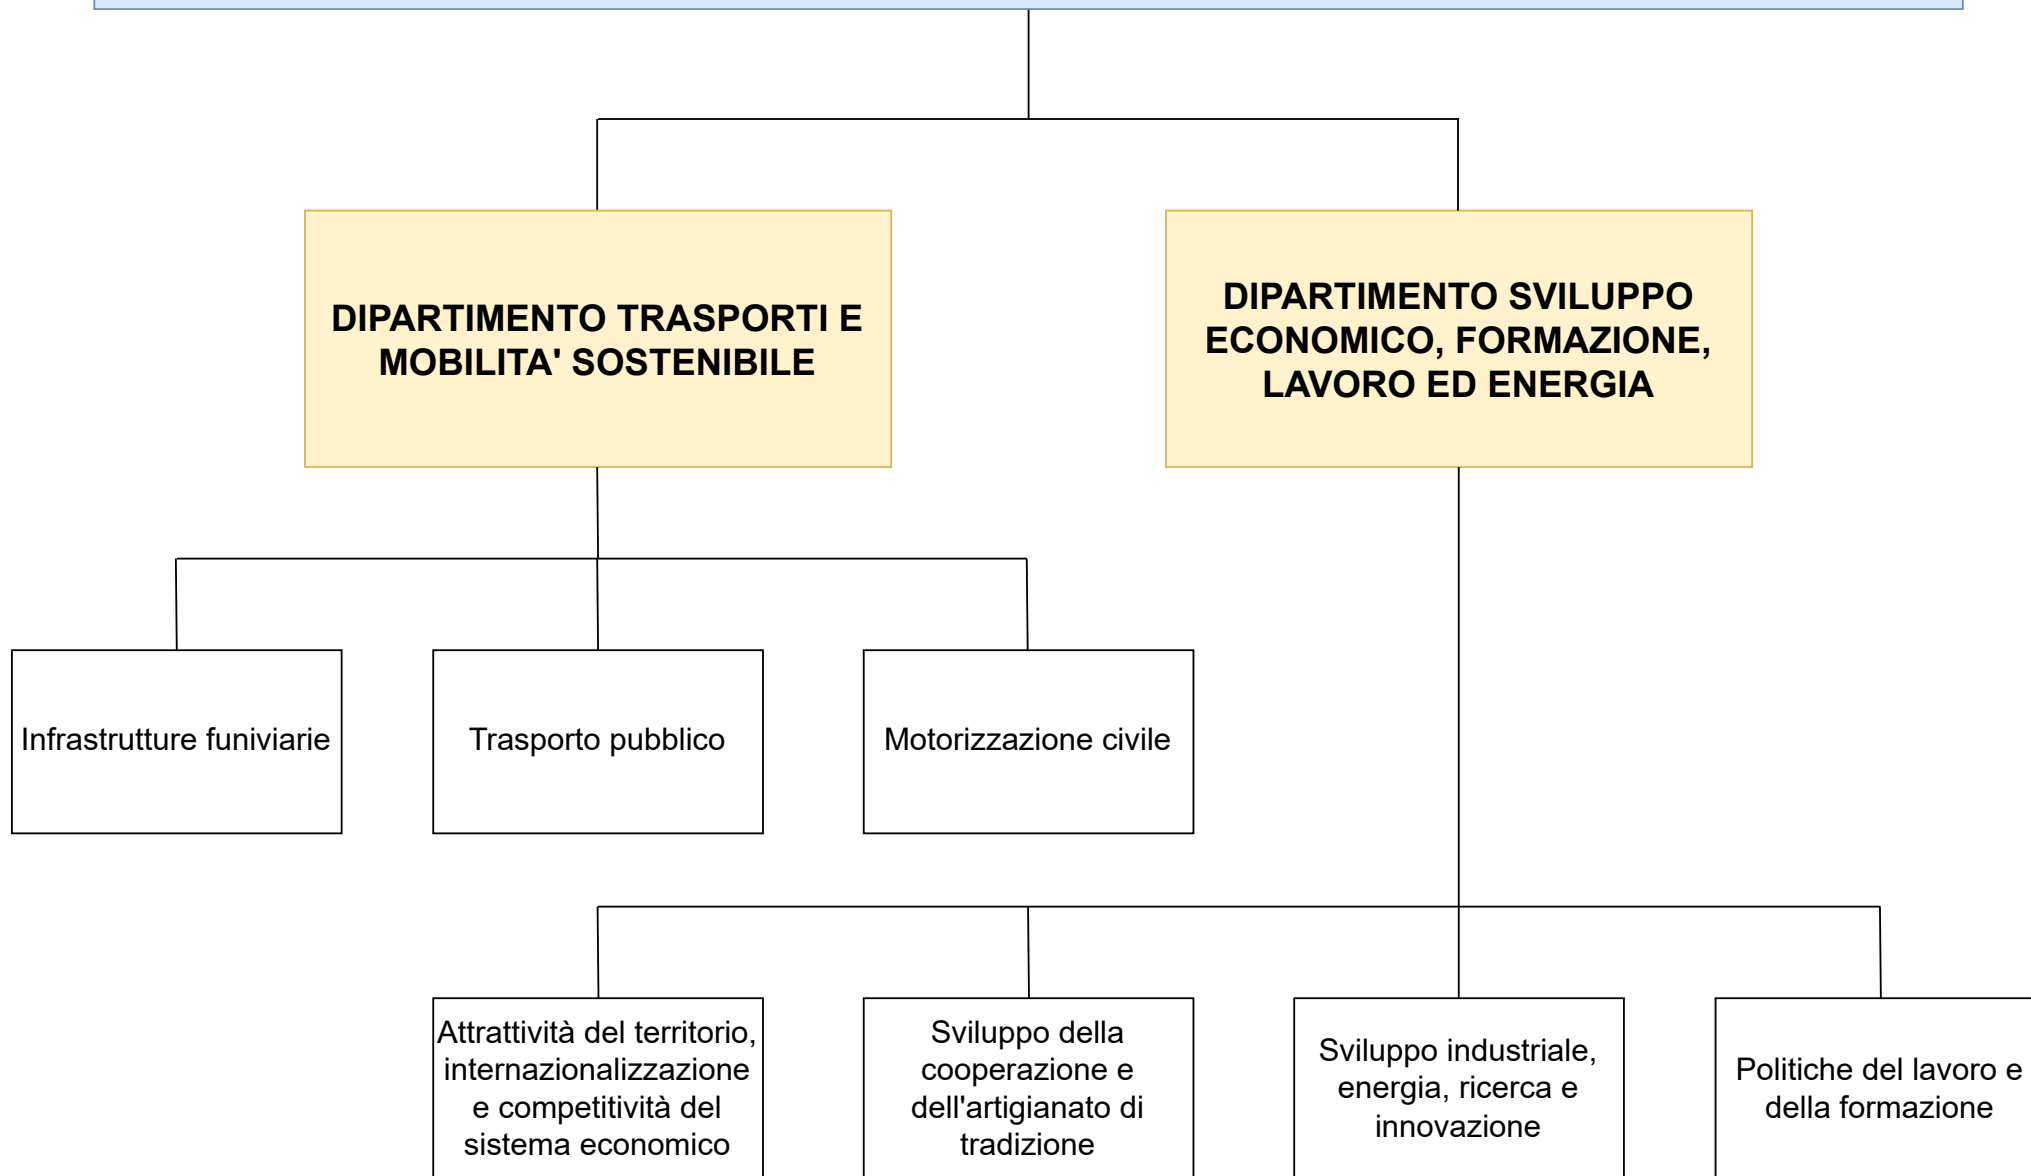 DIPARTIMENTO TRASPORTI E
MOBILITA' SOSTENIBILE
DIPARTIMENTO SVILUPPO
ECONOMICO, FORMAZIONE,
LAVORO ED ENERGIA
Infrastrutture funiviarie
Trasporto pubblico
Motorizzazione civile
Attrattività del territorio,
internazionalizzazione
e competitività del
sistema economico
Sviluppo della
cooperazione e
dell'artigianato di
tradizione
Sviluppo industriale,
energia, ricerca e
innovazione
Politiche del lavoro e
della formazione